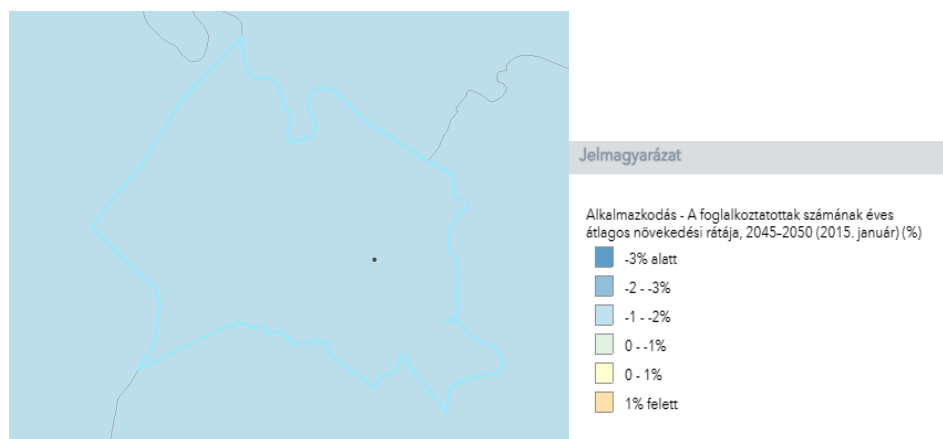 Jelmagyarázat
Alkalmazkodás - A foglalkoztatottak számának éves
átlagos növekedési rátája, 2045-2050 (2015. január) (%)
-3% alatt
-2 - -3%
-1 - -2%
0 - -1%
0 - 1%
1% felett